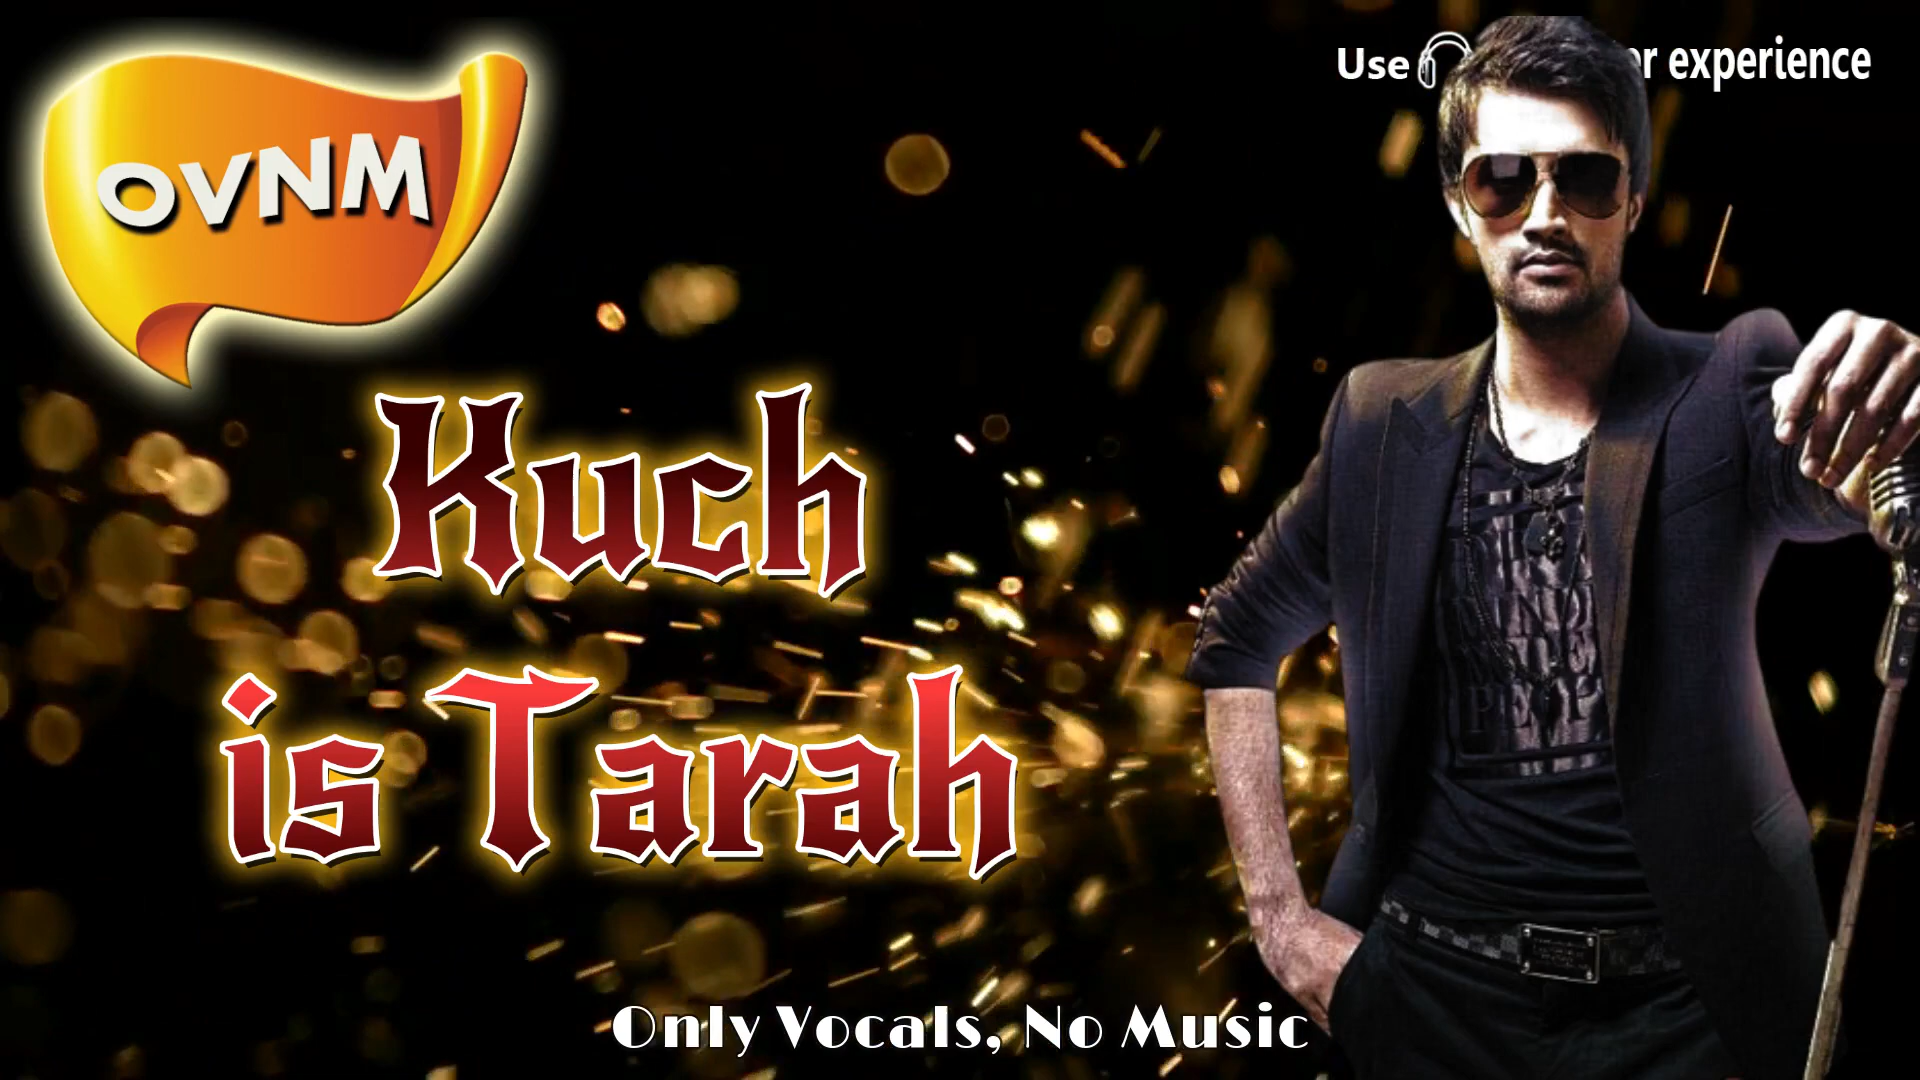 OVNM
Use
experience
Kuch
is Tarah
Only Vocals, No Music